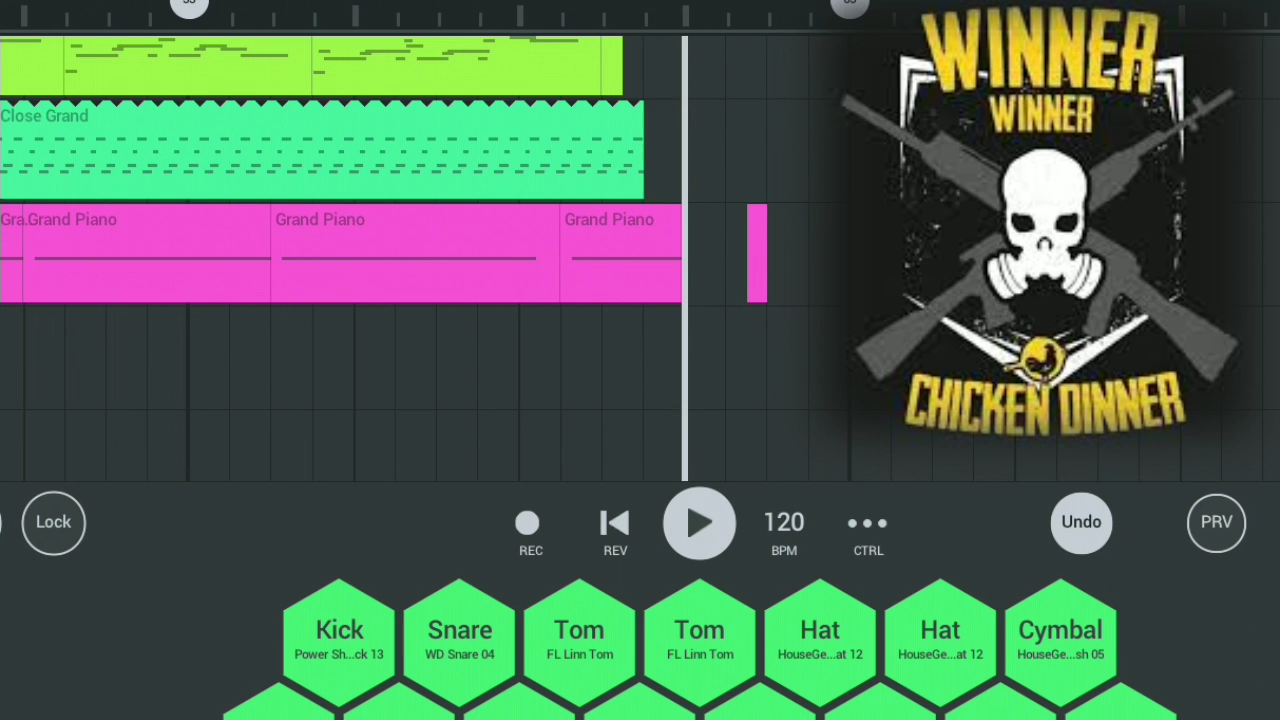 WINNER
WINNER
CHICKEN DINNER
Close Grand
Gra..Grand Piano
Grand Piano
Grand Piano
Lock
REC
REV
120
BPM
CTRL
Undo
PRV
Kick
Power Sh...ck 13
Snare
WD Snare 04
Tom
FL Linn Tom
Tom
FL Linn Tom
Hat
HouseGe...at 12
Hat
HouseGe...at 12
Cymbal
HouseGe...sh 05